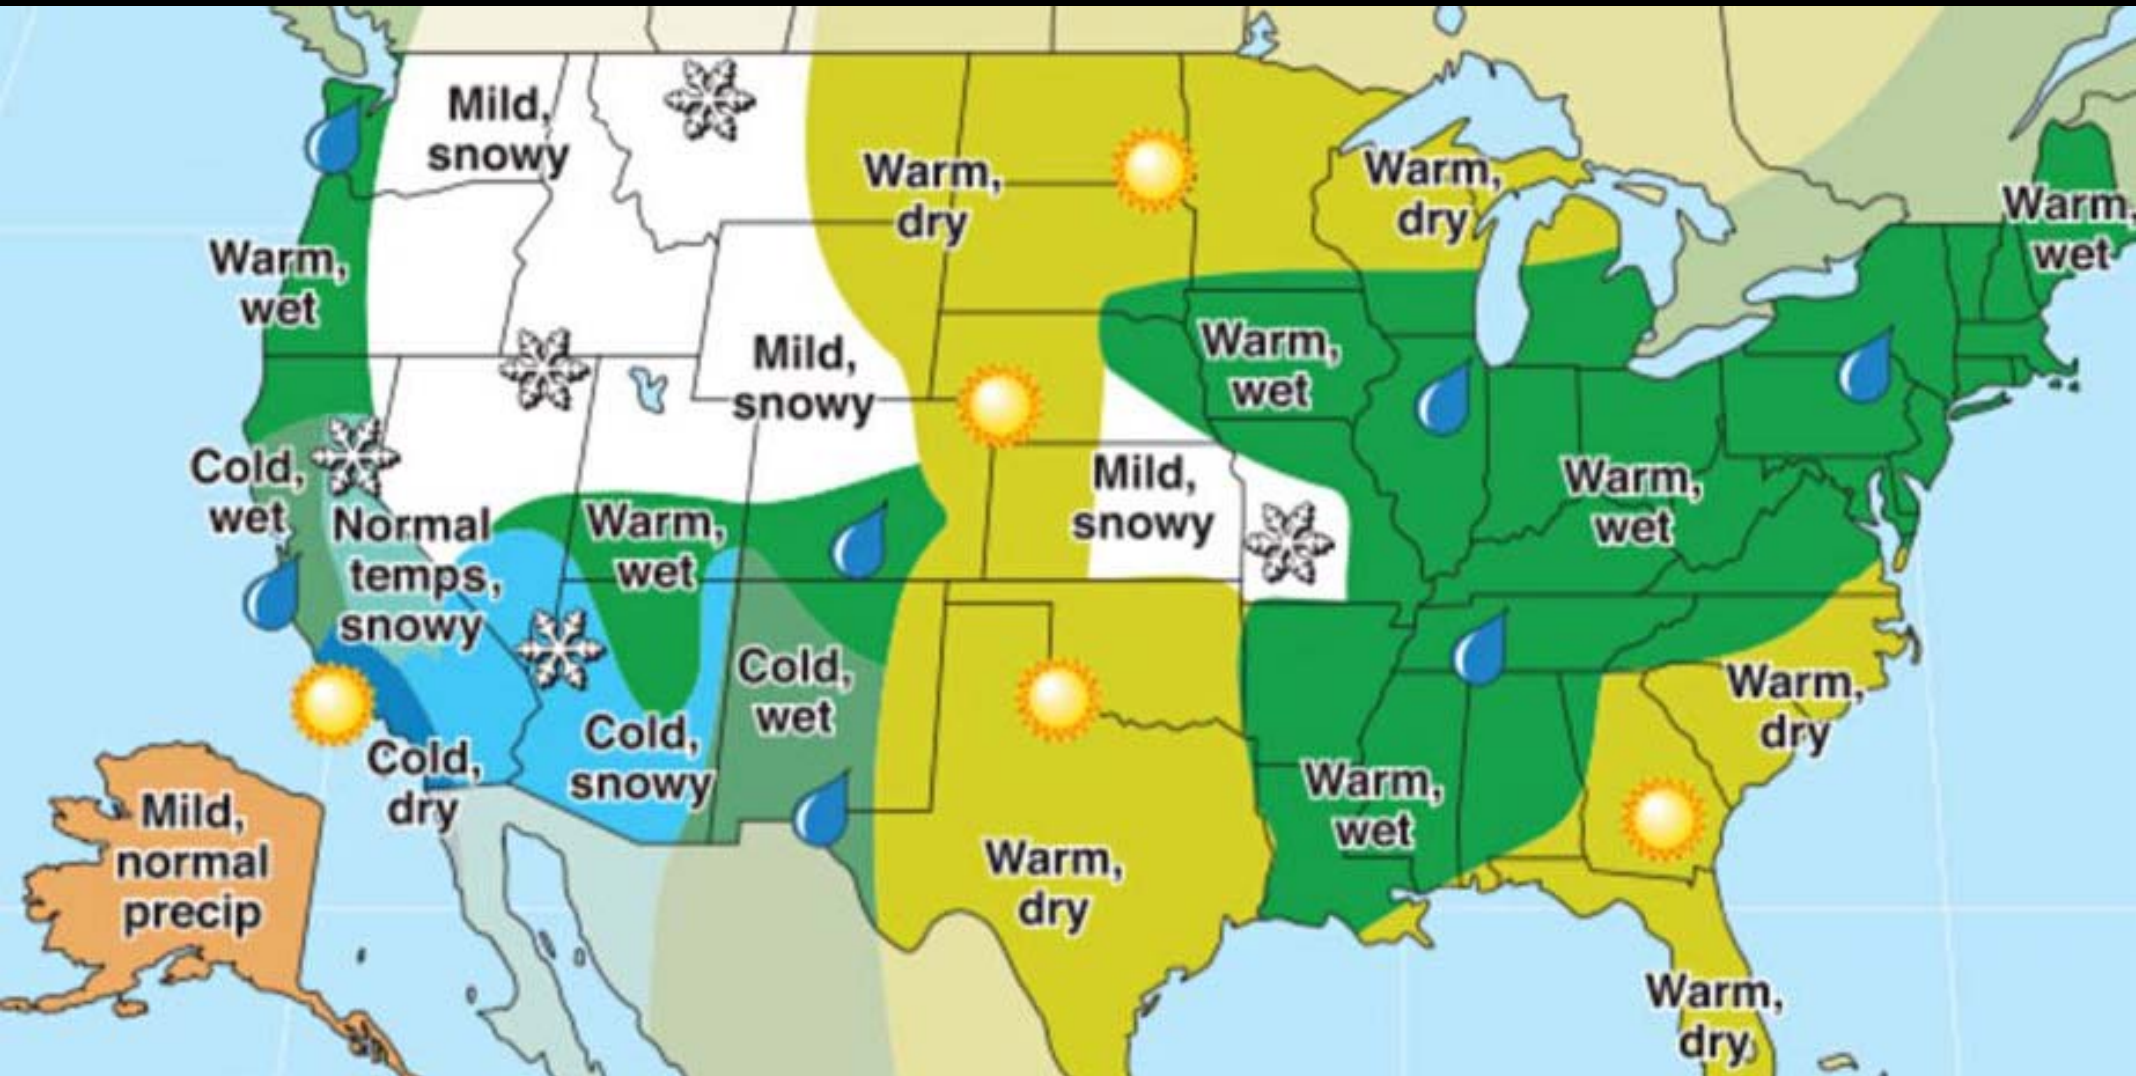 Mild,
snowy
Warm,
dry
Warm,
dry
Warm,
wet
Warm,
wet
Mild,
snowy
Warm,
wet
Cold,
wet
Normal
temps,
snowy
Warm,
wet
Mild,
snowy
Warm,
wet
Cold,
wet
Cold,
snowy
Cold,
dry
Warm,
dry
Warm,
wet
Warm,
dry
Mild,
normal
precip
Warm,
dry